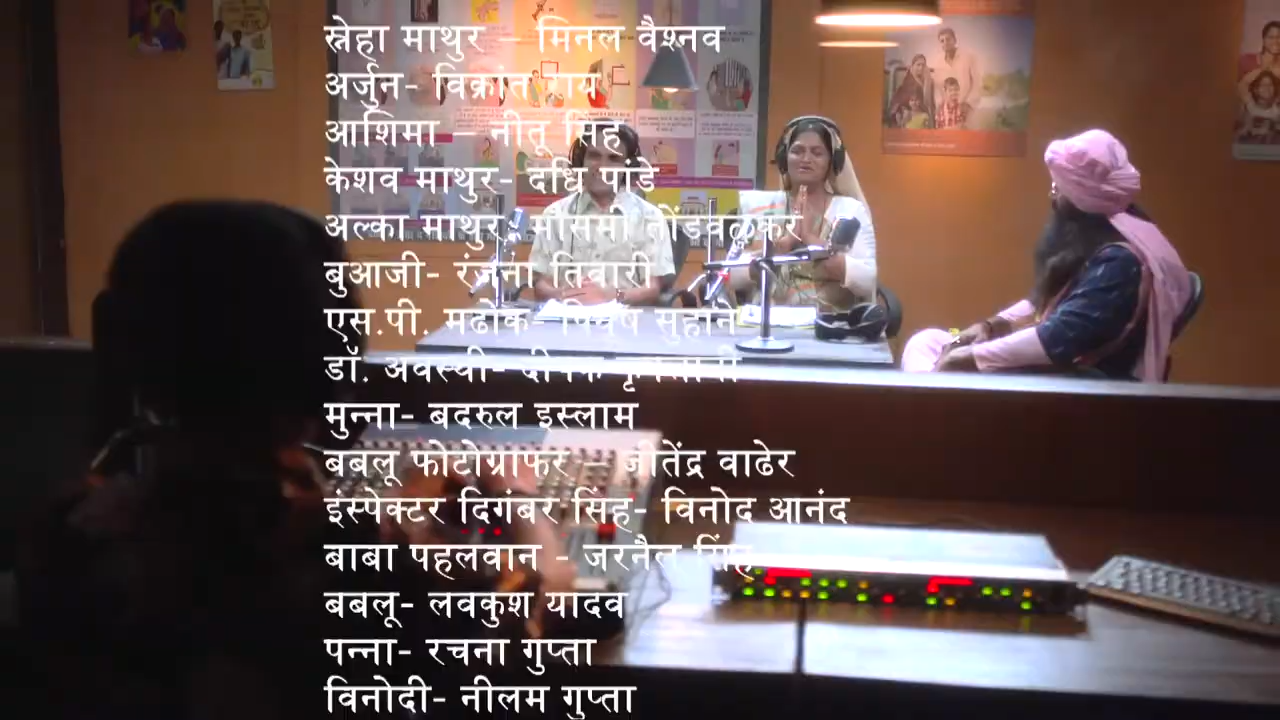 स्नेहा माथुर – मिनल वैश्नव
अर्जुन- विक्रांत राय
आशिमा – नीतू सिंह
केशव माथुर- दधि पांडे
अल्का माथुर- मौसमी तोंडवळकर
बुआजी- रंजना तिवारी
एस.पी. मढोक- पियूष सुहाने
डॉ. अवस्थी- दीपक
मुन्ना- बदरुल इस्लाम
बबलू फोटोग्राफर – जीतेंद्र वाढेर
इंस्पेक्टर दिगंबर सिंह- विनोद आनंद
बाबा पहलवान - जरनैल सिंह
बबलू- लवकुश यादव
पन्ना- रचना गुप्ता
विनोदी- नीलम गुप्ता